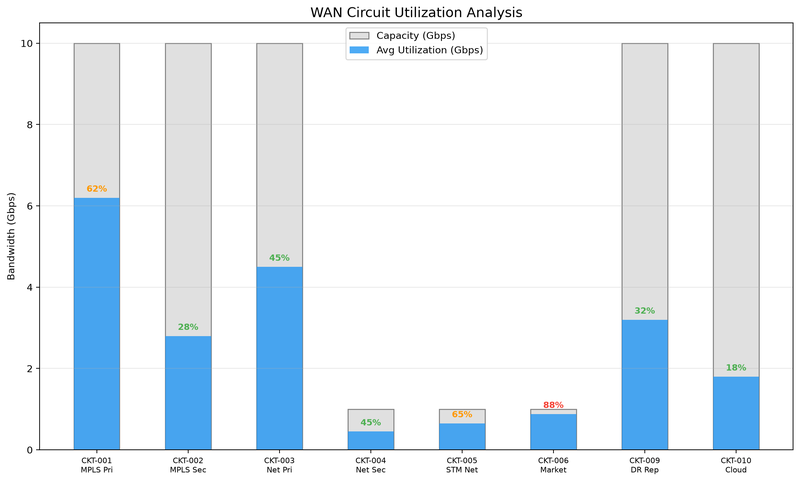 WAN Circuit Utilization Analysis
Capacity (Gbps)
Avg Utilization (Gbps)
Bandwidth (Gbps)
10
8
6
4
2
0
62%
28%
45%
45%
65%
88%
32%
18%
CKT-001
MPLS Pri
CKT-002
MPLS Sec
CKT-003
Net Pri
CKT-004
Net Sec
CKT-005
STM Net
CKT-006
Market
CKT-009
DR Rep
CKT-010
Cloud